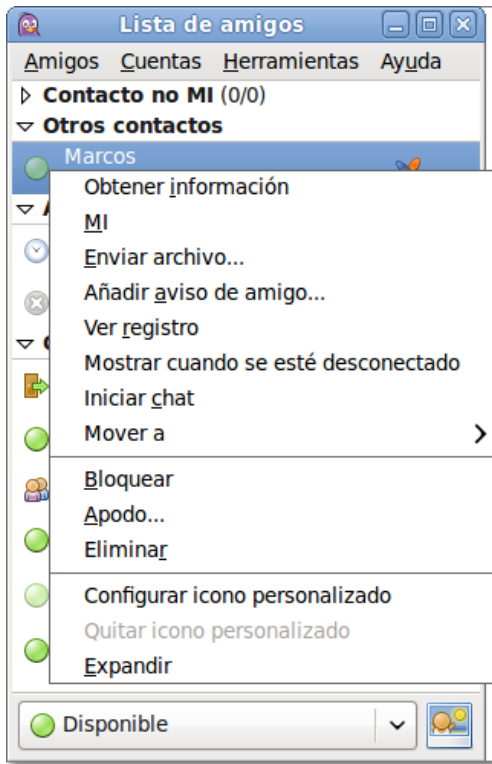 Lista de amigos
Amigos Cuentas Herramientas Ayuda
Contacto no MI (0/0)
Otros contactos
Marcos
Obtener información
MI
Enviar archivo...
Añadir aviso de amigo...
Ver registro
Mostrar cuando se esté desconectado
Iniciar chat
Mover a
Bloquear
Apodo...
Eliminar
Configurar icono personalizado
Quitar icono personalizado
Expandir
Disponible